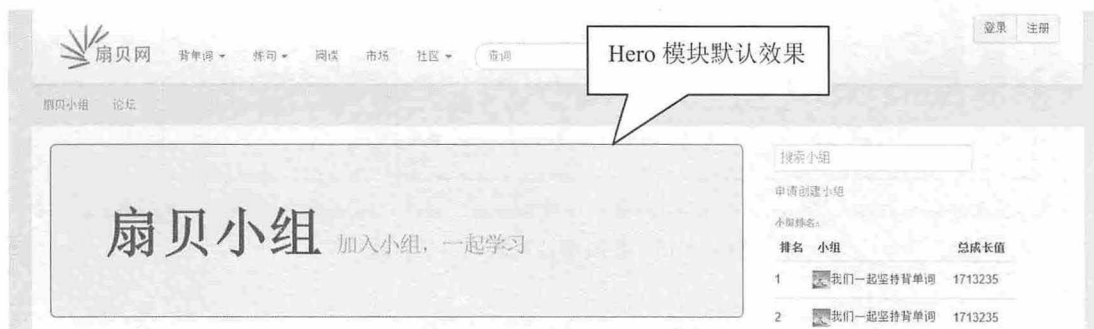 登录 注册
扇贝网 背单词 炼句 阅读 市场 社区 查词
Hero 模块默认效果
扇贝小组 论坛
搜索小组
申请创建小组
小组排名:
扇贝小组 加入小组，一起学习
排名 小组 总成长值
1 我们一起坚持背单词 1713235
2 我们一起坚持背单词 1713235